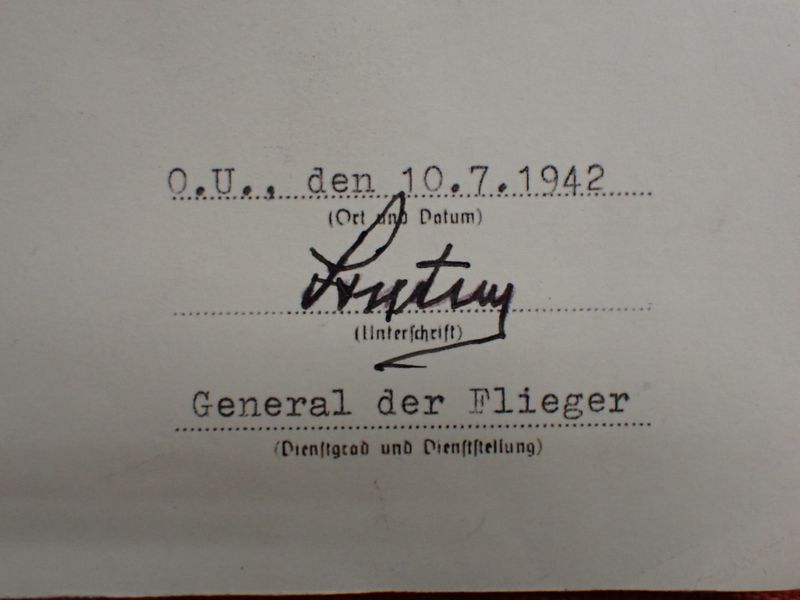 O.U., den 10.7.1942
(Ort und Datum)
(Unterschrift)
General der Flieger
(Dienstgrad und Dienststellung)